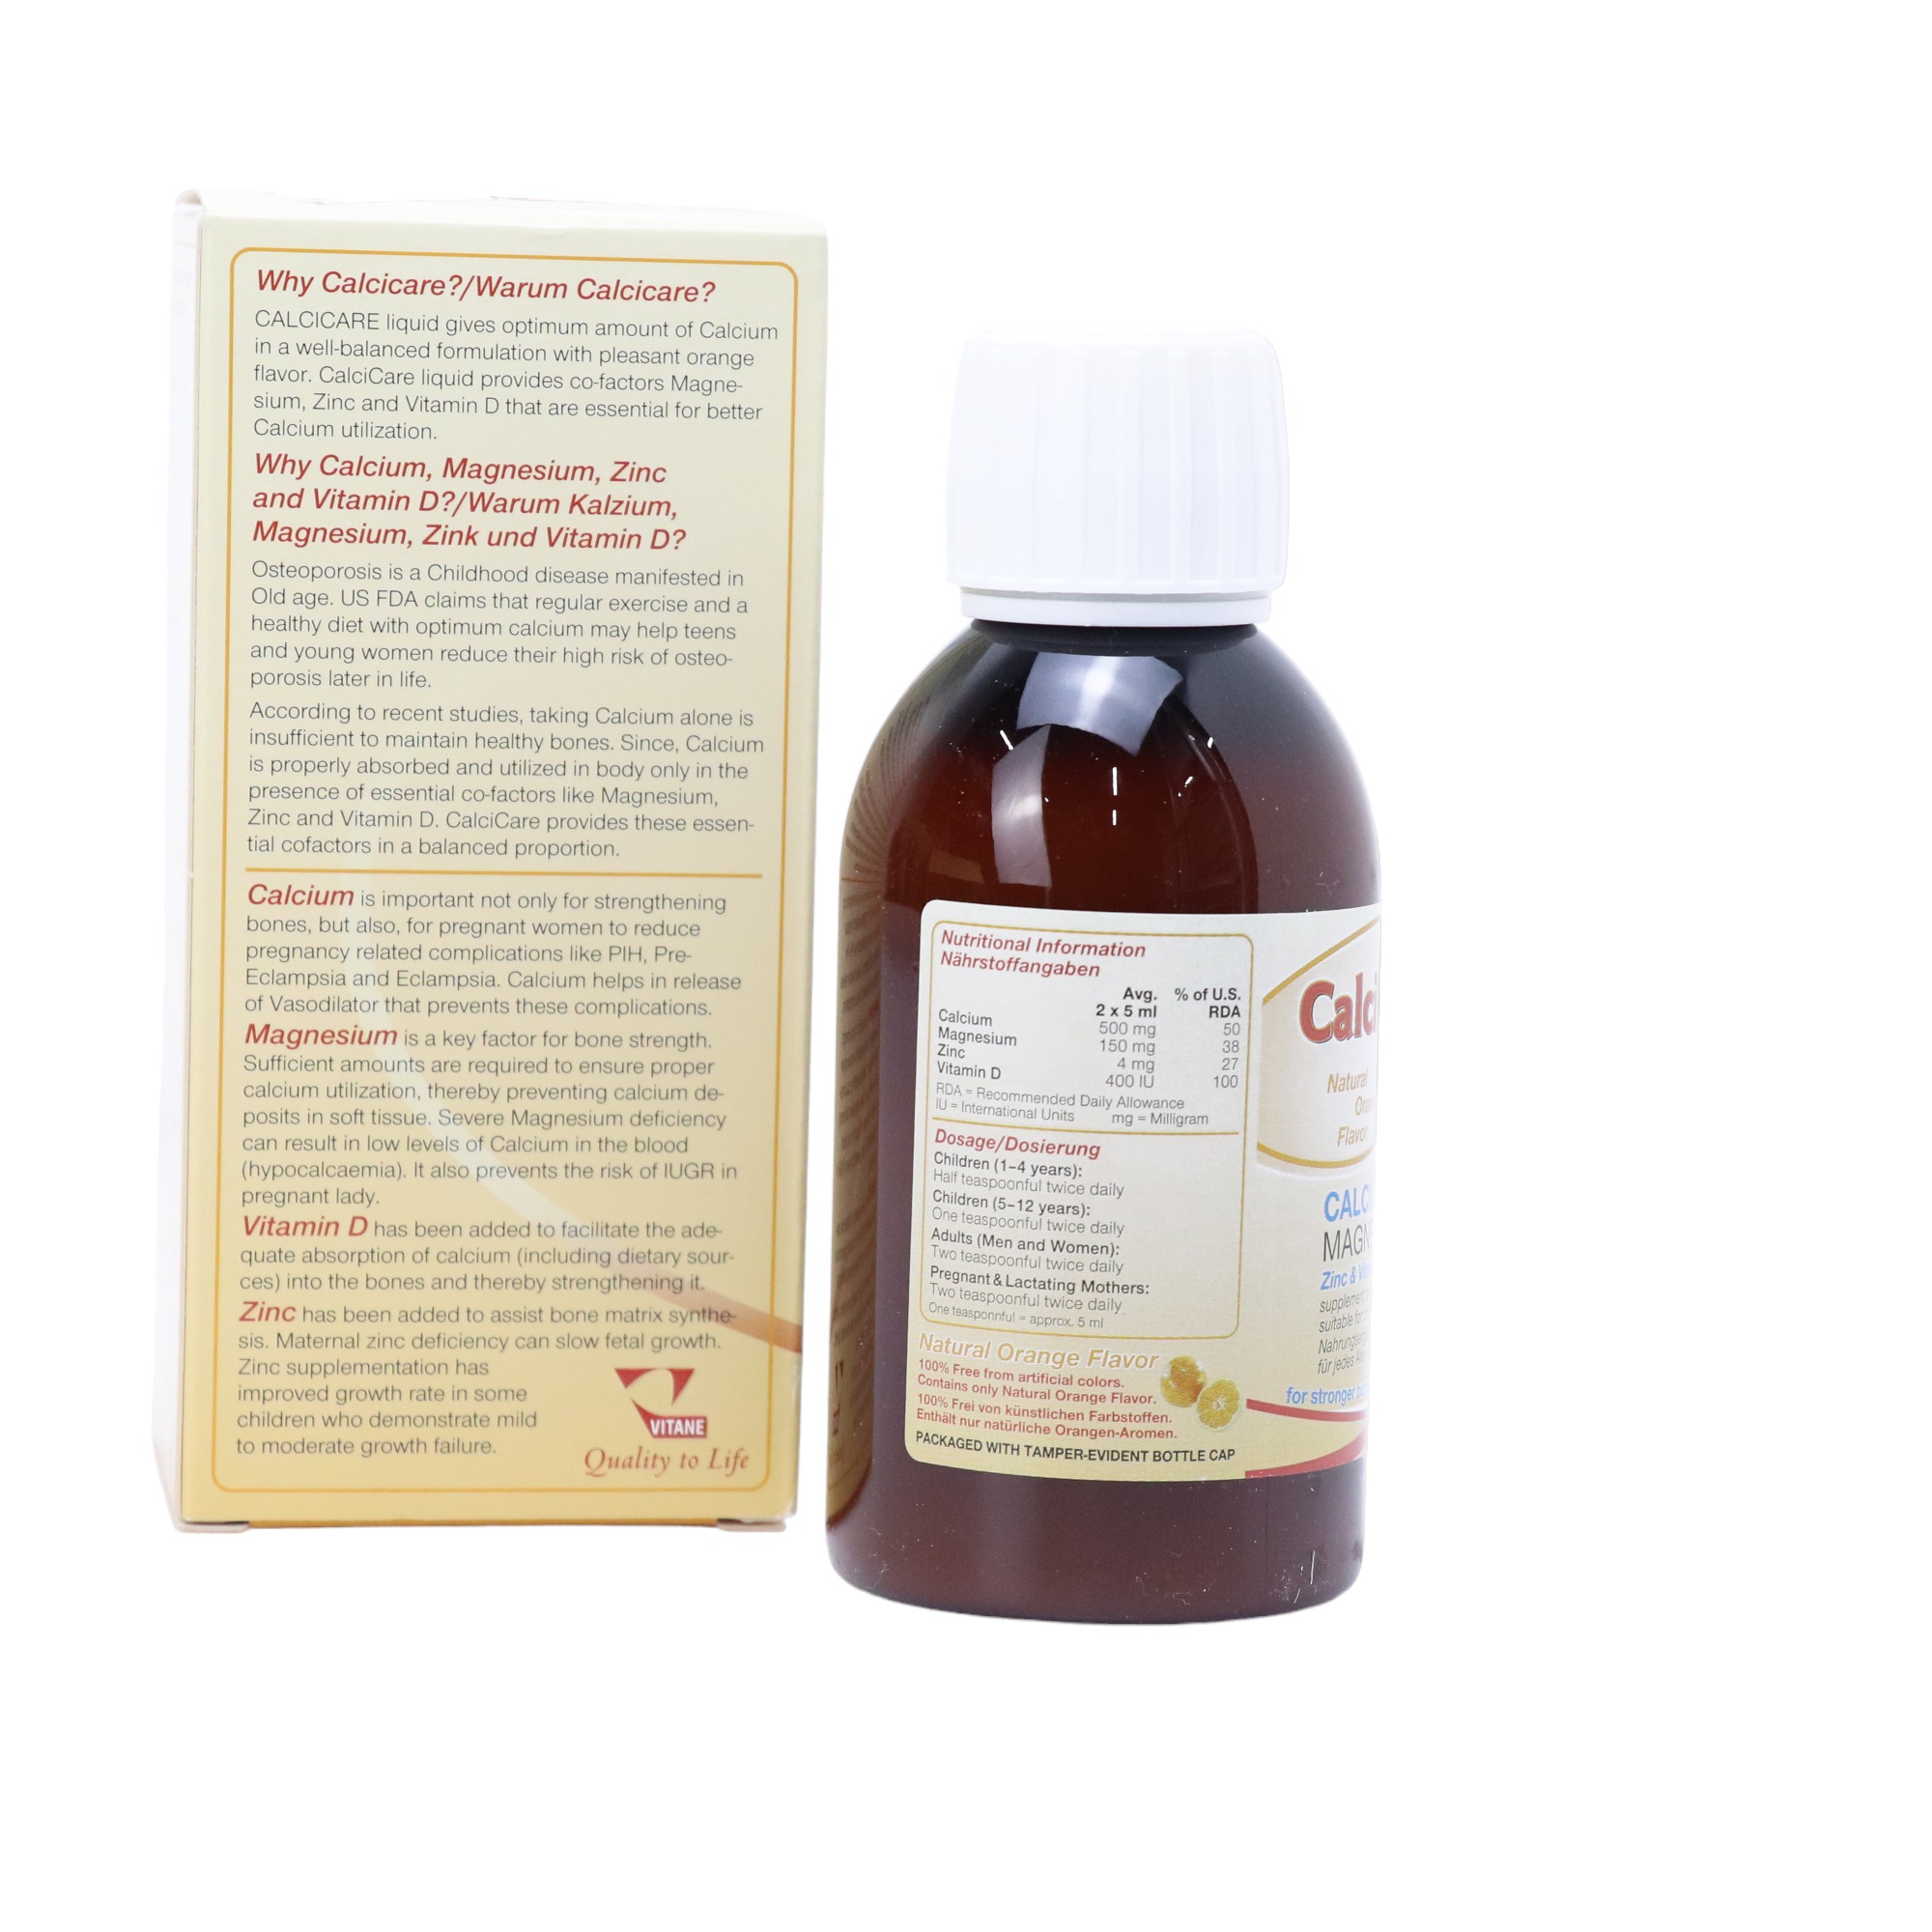 Why Calcicare?/Warum Calcicare?
CALCICARE liquid gives optimum amount of Calcium
in a well-balanced formulation with pleasant orange
flavor. CalciCare liquid provides co-factors Magne-
sium, Zinc and Vitamin D that are essential for better
Calcium utilization.
Why Calcium, Magnesium, Zinc
and Vitamin D?/Warum Kalzium,
Magnesium, Zink und Vitamin D?
Osteoporosis is a Childhood disease manifested in
Old age. US FDA claims that regular exercise and a
healthy diet with optimum calcium may help teens
and young women reduce their high risk of osteo-
porosis later in life.
According to recent studies, taking Calcium alone is
insufficient to maintain healthy bones. Since, Calcium
is properly absorbed and utilized in body only in the
presence of essential co-factors like Magnesium,
Zinc and Vitamin D. CalciCare provides these essen-
tial cofactors in a balanced proportion.
Calcium is important not only for strengthening
bones, but also, for pregnant women to reduce
pregnancy related complications like PIH, Pre-
Eclampsia and Eclampsia. Calcium helps in release
of Vasodilator that prevents these complications.
Magnesium is a key factor for bone strength.
Sufficient amounts are required to ensure proper
calcium utilization, thereby preventing calcium de-
posits in soft tissue. Severe Magnesium deficiency
can result in low levels of Calcium in the blood
(hypocalcaemia). It also prevents the risk of IUGR in
pregnant lady.
Vitamin D has been added to facilitate the ade-
quate absorption of calcium (including dietary sour-
ces) into the bones and thereby strengthening it.
Zinc has been added to assist bone matrix synthe-
sis. Maternal zinc deficiency can slow fetal growth.
Zinc supplementation has
improved growth rate in some
children who demonstrate mild
to moderate growth failure.
VITANE
Quality to Life
Nutritional Information
Nährstoffangaben
Avg. % of U.S.
2 x 5 ml RDA
Calcium 500 mg 50
Magnesium 150 mg 38
Zinc 4 mg 27
Vitamin D 400 IU 100
RDA = Recommended Daily Allowance
IU = International Units mg = Milligram
Dosage/Dosierung
Children (1–4 years):
Half teaspoonful twice daily
Children (5–12 years):
One teaspoonful twice daily
Adults (Men and Women):
Two teaspoonful twice daily
Pregnant & Lactating Mothers:
Two teaspoonful twice daily
One teasponnful = approx. 5 ml
Natural Orange Flavor
100% Free from artificial colors.
Contains only Natural Orange Flavor.
100% Frei von künstlichen Farbstoffen.
Enthält nur natürliche Orangen-Aromen.
PACKAGED WITH TAMPER-EVIDENT BOTTLE CAP
Calci
Natural
Flavor
Zinc &
suitable for
für jedes
for stronger